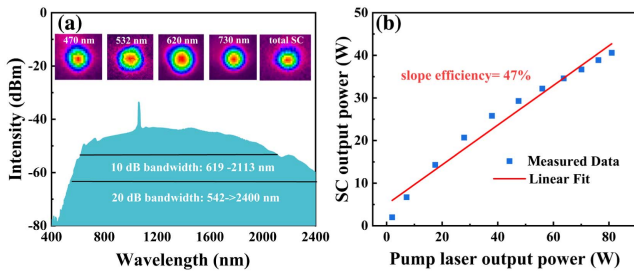 (a)
470 nm 532 nm 620 nm 730 nm total SC
Intensity (dBm)
0
-20
-40
-60
-80
10 dB bandwidth: 619 -2113 nm
20 dB bandwidth: 542->2400 nm
400 800 1200 1600 2000 2400
Wavelength (nm)
(b)
SC output power (W)
50
40
30
20
10
0
slope efficiency= 47%
Measured Data
Linear Fit
0 20 40 60 80
Pump laser output power (W)